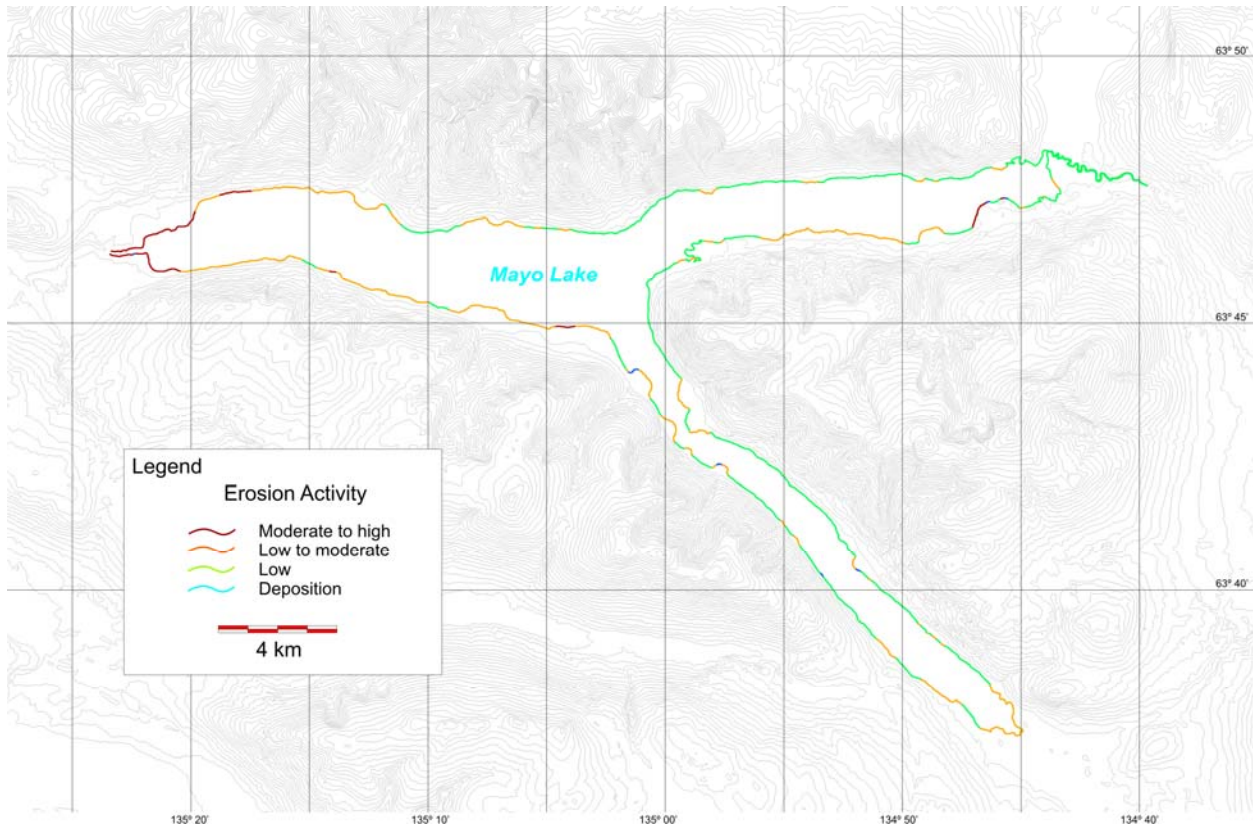 63° 50'
Mayo Lake
63° 45'
Legend
Erosion Activity
Moderate to high
Low to moderate
Low
Deposition
4 km
63° 40'
135° 20'
135° 10'
135° 00'
134° 50'
134° 40'